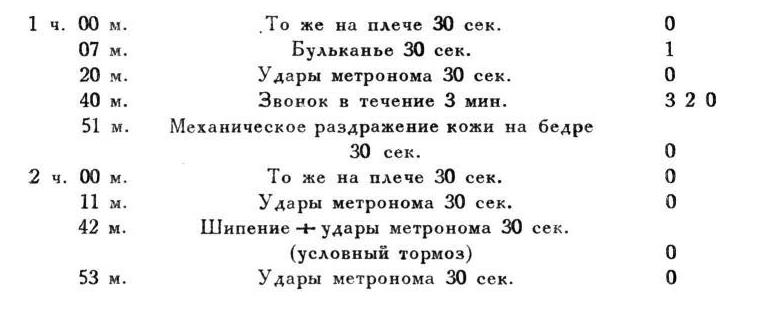 1 ч. 00 м. То же на плече 30 сек. 0
07 м. Бульканье 30 сек. 1
20 м. Удары метронома 30 сек. 0
40 м. Звонок в течение 3 мин. 3 2 0
51 м. Механическое раздражение кожи на бедре
30 сек. 0
2 ч. 00 м. То же на плече 30 сек. 0
11 м. Удары метронома 30 сек. 0
42 м. Шипение + удары метронома 30 сек.
(условный тормоз) 0
53 м. Удары метронома 30 сек. 0